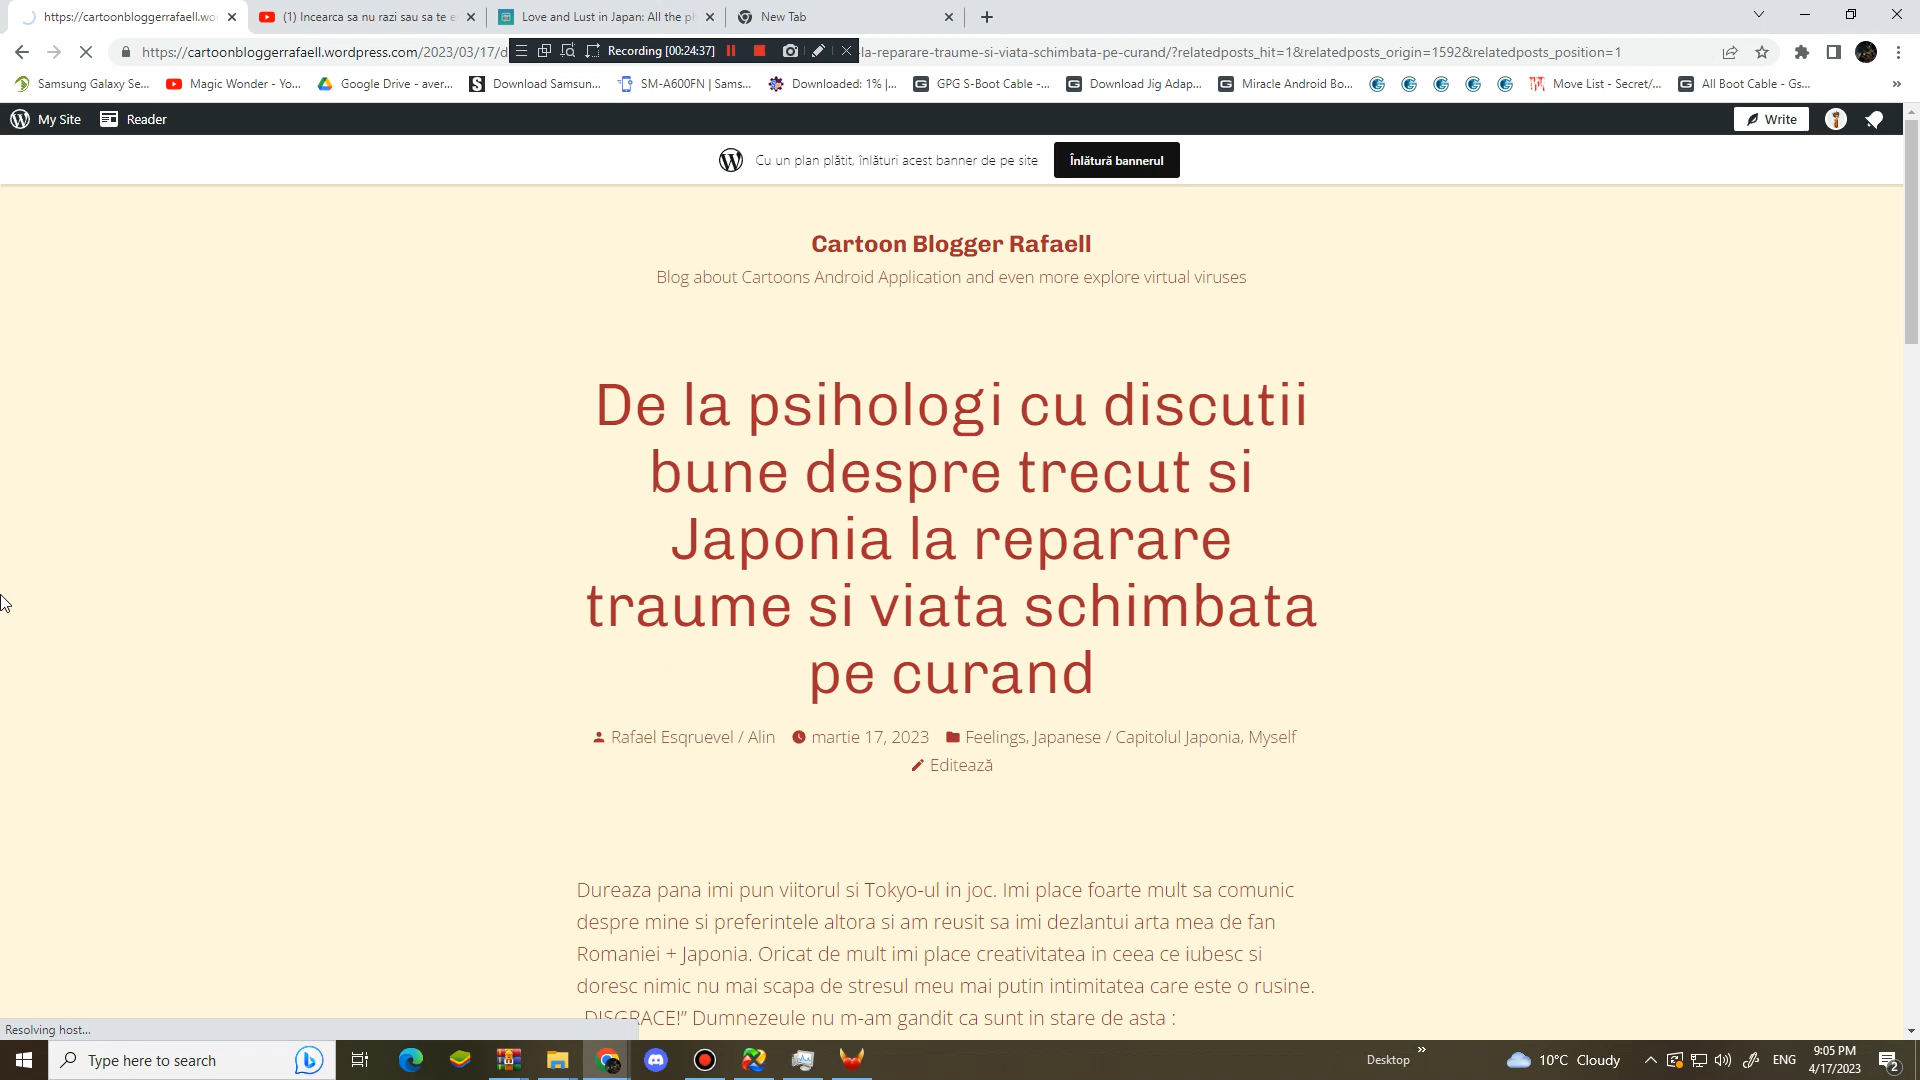 https://cartoonbloggerrafaell.wo
(1) Incearca sa nu razi sau sa te e
Love and Lust in Japan: All the ph
New Tab
https://cartoonbloggerrafaell.wordpress.com/2023/03/17/d
Recording [00:24:37]
-la-reparare-traume-si-viata-schimbata-pe-curand/?relatedposts_hit=1&relatedposts_origin=1592&relatedposts_position=1
Samsung Galaxy Se...
Magic Wonder - Yo...
Google Drive - aver...
Download Samsun...
SM-A600FN | Sams...
Downloaded: 1% |...
GPG S-Boot Cable -...
Download Jig Adap...
Miracle Android Bo...
Move List - Secret/...
All Boot Cable - Gs...
My Site
Reader
Write
Cu un plan plătit, înlături acest banner de pe site
Înlătură bannerul
Cartoon Blogger Rafaell
Blog about Cartoons Android Application and even more explore virtual viruses
De la psihologi cu discutii
bune despre trecut si
Japonia la reparare
traume si viata schimbata
pe curand
Rafael Esqruevel / Alin
martie 17, 2023
Feelings, Japanese / Capitolul Japonia, Myself
Editează
Dureaza pana imi pun viitorul si Tokyo-ul in joc. Imi place foarte mult sa comunic
despre mine si preferintele altora si am reusit sa imi dezlantui arta mea de fan
Romaniei + Japonia. Oricat de mult imi place creativitatea in ceea ce iubesc si
doresc nimic nu mai scapa de stresul meu mai putin intimitatea care este o rusine.
„DISGRACE!” Dumnezeule nu m-am gandit ca sunt in stare de asta :
Resolving host...
Type here to search
Desktop
10°C Cloudy
ENG
9:05 PM
4/17/2023
2